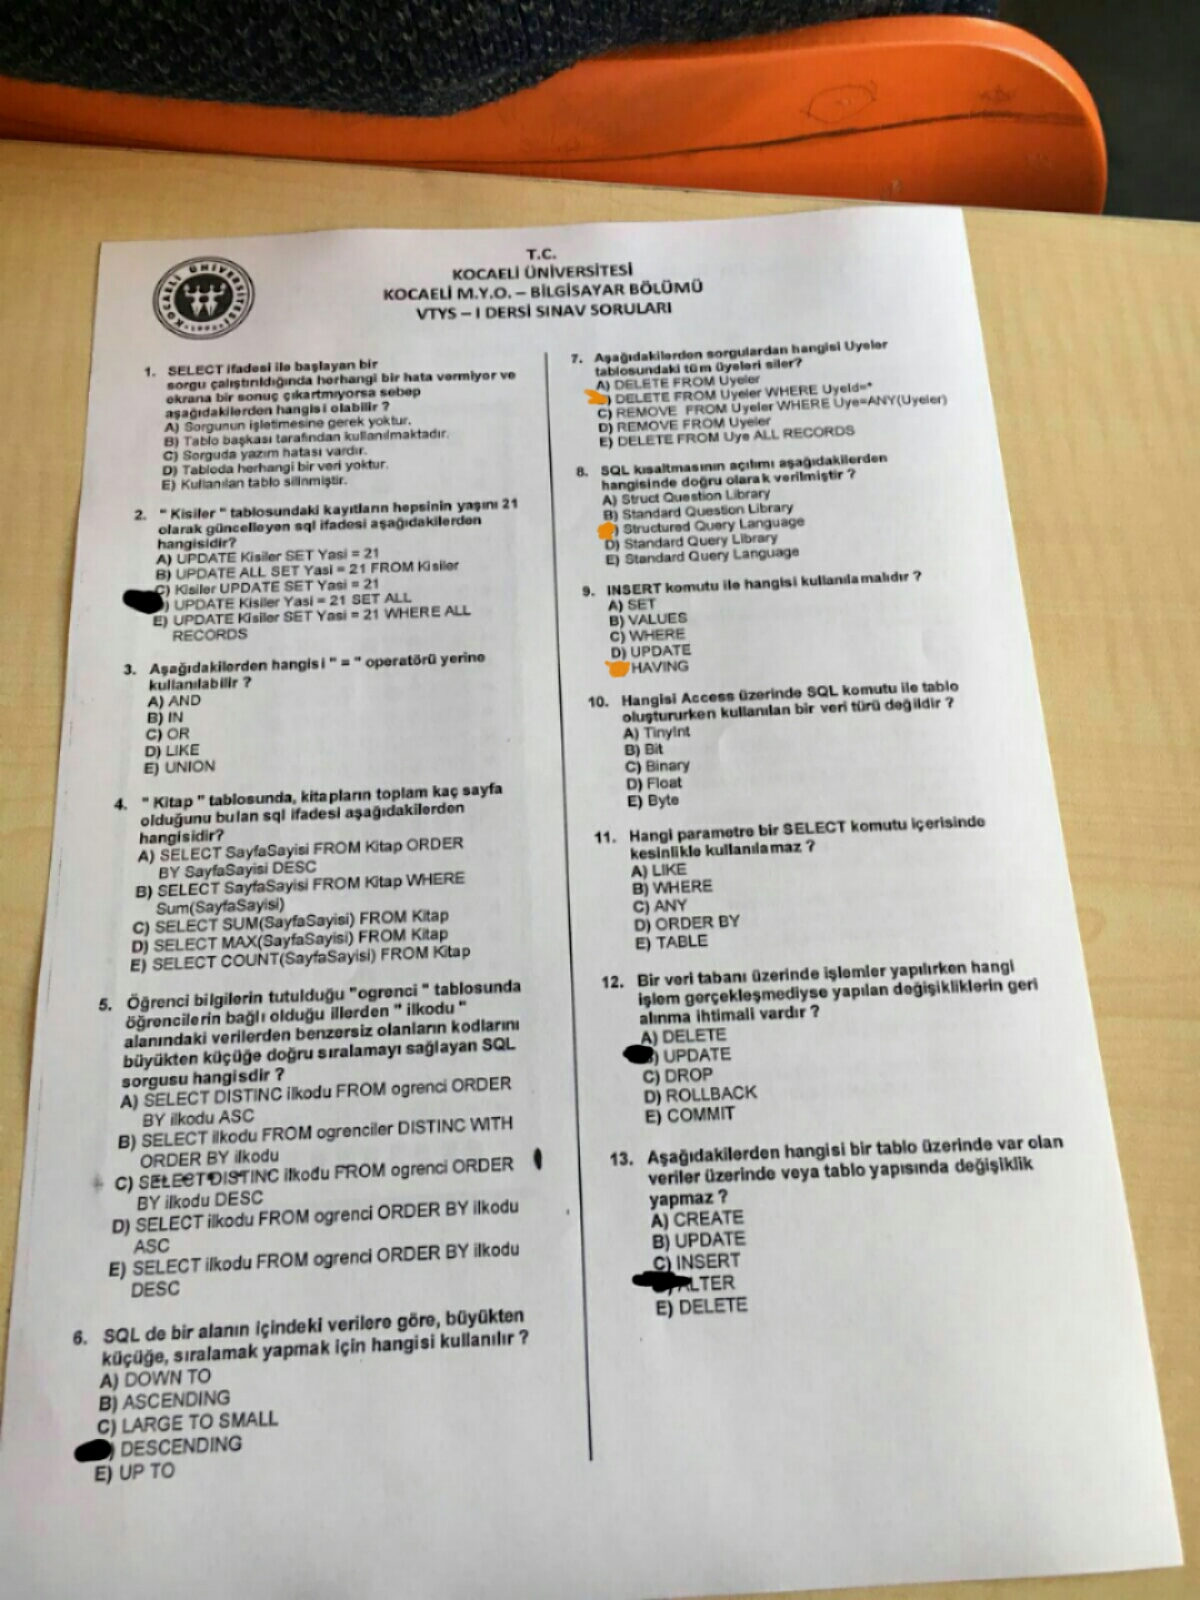 T.C.
KOCAELİ ÜNİVERSİTESİ
KOCAELİ M.Y.O. – BİLGİSAYAR BÖLÜMÜ
VTYS – I DERSİ SINAV SORULARI
KOCAELİ ÜNİVERSİTESİ
1. SELECT ifadesi ile başlayan bir
sorgu çalıştırıldığında herhangi bir hata vermiyor ve
ekrana bir sonuç çıkartmıyorsa sebep
aşağıdakilerden hangisi olabilir ?
A) Sorgunun işletimesine gerek yoktur.
B) Tablo başkası tarafından kullanılmaktadır.
C) Sorguda yazım hatası vardır.
D) Tabloda herhangi bir veri yoktur.
E) Kullanılan tablo silinmiştir.
2. " Kisiler " tablosundaki kayıtların hepsinin yaşını 21
olarak güncelleyen sql ifadesi aşağıdakilerden
hangisidir?
A) UPDATE Kisiler SET Yasi = 21
B) UPDATE ALL SET Yasi = 21 FROM Kisiler
C) Kisiler UPDATE SET Yasi = 21
) UPDATE Kisiler Yasi = 21 SET ALL
E) UPDATE Kisiler SET Yasi = 21 WHERE ALL
RECORDS
3. Aşağıdakilerden hangisi " = " operatörü yerine
kullanılabilir ?
A) AND
B) IN
C) OR
D) LIKE
E) UNION
4. " Kitap " tablosunda, kitapların toplam kaç sayfa
olduğunu bulan sql ifadesi aşağıdakilerden
hangisidir?
A) SELECT SayfaSayisi FROM Kitap ORDER
BY SayfaSayisi DESC
B) SELECT SayfaSayisi FROM Kitap WHERE
Sum(SayfaSayisi)
C) SELECT SUM(SayfaSayisi) FROM Kitap
D) SELECT MAX(SayfaSayisi) FROM Kitap
E) SELECT COUNT(SayfaSayisi) FROM Kitap
5. Öğrenci bilgilerin tutulduğu "ogrenci " tablosunda
öğrencilerin bağlı olduğu illerden " ilkodu "
alanındaki verilerden benzersiz olanların kodlarını
büyükten küçüğe doğru sıralamayı sağlayan SQL
sorgusu hangisdir ?
A) SELECT DISTINC ilkodu FROM ogrenci ORDER
BY ilkodu ASC
B) SELECT ilkodu FROM ogrenciler DISTINC WITH
ORDER BY ilkodu
C) SELECT DISTINC ilkodu FROM ogrenci ORDER
BY ilkodu DESC
D) SELECT ilkodu FROM ogrenci ORDER BY ilkodu
ASC
E) SELECT ilkodu FROM ogrenci ORDER BY ilkodu
DESC
6. SQL de bir alanın içindeki verilere göre, büyükten
küçüğe, sıralamak yapmak için hangisi kullanılır ?
A) DOWN TO
B) ASCENDING
C) LARGE TO SMALL
) DESCENDING
E) UP TO
7. Aşağıdakilerden sorgulardan hangisi Uyeler
tablosundaki tüm üyeleri siler?
A) DELETE FROM Uyeler
) DELETE FROM Uyeler WHERE UyeId=*
C) REMOVE FROM Uyeler WHERE Uye=ANY(Uyeler)
D) REMOVE FROM Uyeler
E) DELETE FROM Uye ALL RECORDS
8. SQL kısaltmasının açılımı aşağıdakilerden
hangisinde doğru olarak verilmiştir ?
A) Struct Question Library
B) Standard Question Library
) Structured Query Language
D) Standard Query Library
E) Standard Query Language
9. INSERT komutu ile hangisi kullanılamalıdır ?
A) SET
B) VALUES
C) WHERE
D) UPDATE
HAVING
10. Hangisi Access üzerinde SQL komutu ile tablo
oluştururken kullanılan bir veri türü değildir ?
A) TinyInt
B) Bit
C) Binary
D) Float
E) Byte
11. Hangi parametre bir SELECT komutu içerisinde
kesinlikle kullanılamaz ?
A) LIKE
B) WHERE
C) ANY
D) ORDER BY
E) TABLE
12. Bir veri tabanı üzerinde işlemler yapılırken hangi
işlem gerçekleşmediyse yapılan değişikliklerin geri
alınma ihtimali vardır ?
A) DELETE
) UPDATE
C) DROP
D) ROLLBACK
E) COMMIT
13. Aşağıdakilerden hangisi bir tablo üzerinde var olan
veriler üzerinde veya tablo yapısında değişiklik
yapmaz ?
A) CREATE
B) UPDATE
C) INSERT
) ALTER
E) DELETE